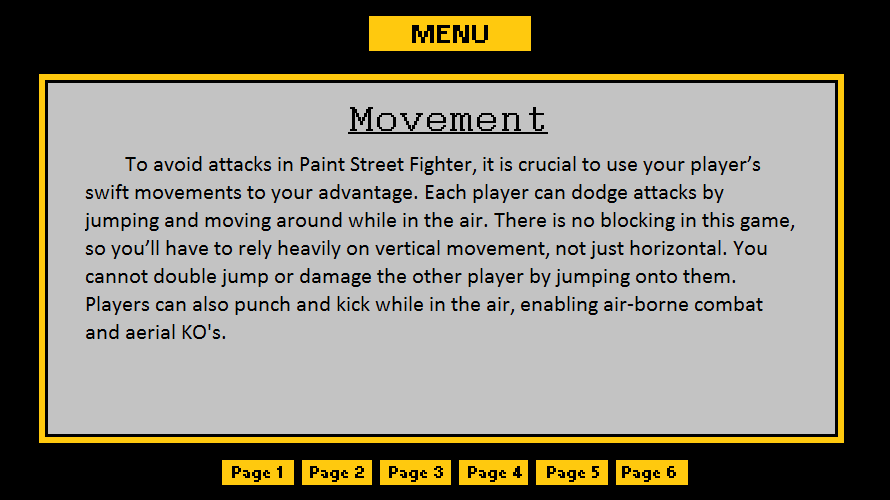 MENU
Movement
To avoid attacks in Paint Street Fighter, it is crucial to use your player’s
swift movements to your advantage. Each player can dodge attacks by
jumping and moving around while in the air. There is no blocking in this game,
so you’ll have to rely heavily on vertical movement, not just horizontal. You
cannot double jump or damage the other player by jumping onto them.
Players can also punch and kick while in the air, enabling air-borne combat
and aerial KO's.
Page 1 Page 2 Page 3 Page 4 Page 5 Page 6